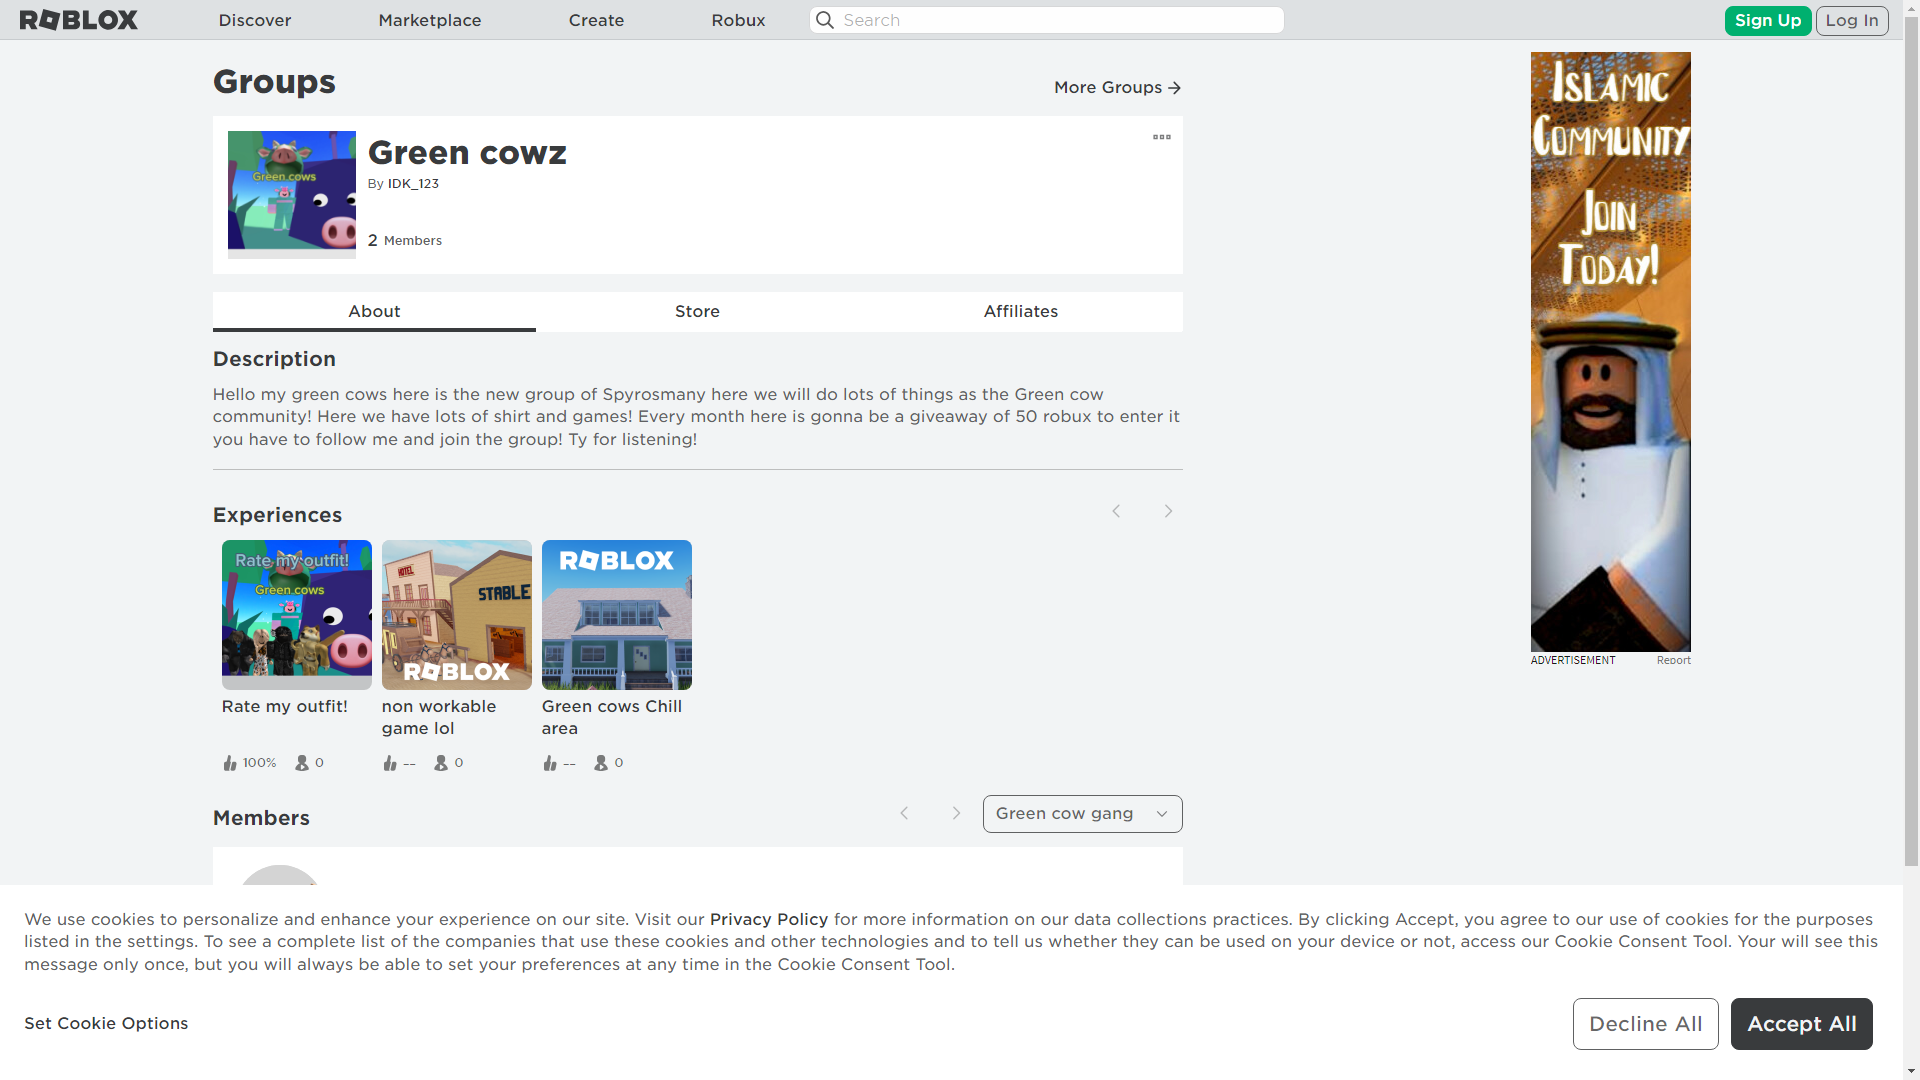 ROBLOX
Discover
Marketplace
Create
Robux
Search
Sign Up
Log In
Groups
More Groups
Green cows
Green cowz
By IDK_123
2 Members
About
Store
Affiliates
Description
Hello my green cows here is the new group of Spyrosmany here we will do lots of things as the Green cow
community! Here we have lots of shirt and games! Every month here is gonna be a giveaway of 50 robux to enter it
you have to follow me and join the group! Ty for listening!
Experiences
Rate my outfit!
Green cows
HOTEL
STABLE
ROBLOX
ROBLOX
Rate my outfit!
non workable
game lol
Green cows Chill
area
100% 0
-- 0
-- 0
Members
Green cow gang
Islamic
Community
Join
Today!
ADVERTISEMENT
Report
We use cookies to personalize and enhance your experience on our site. Visit our Privacy Policy for more information on our data collections practices. By clicking Accept, you agree to our use of cookies for the purposes
listed in the settings. To see a complete list of the companies that use these cookies and other technologies and to tell us whether they can be used on your device or not, access our Cookie Consent Tool. Your will see this
message only once, but you will always be able to set your preferences at any time in the Cookie Consent Tool.
Set Cookie Options
Decline All
Accept All